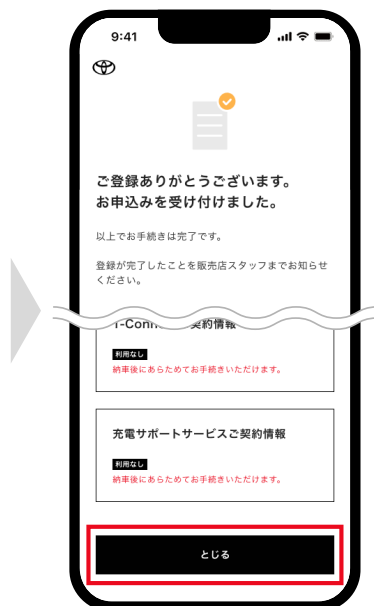 9:41
ご登録ありがとうございます。
お申込みを受け付けました。
以上でお手続きは完了です。
登録が完了したことを販売店スタッフまでお知らせ
ください。
利用なし
納車後にあらためてお手続きいただけます。
充電サポートサービスご契約情報
利用なし
納車後にあらためてお手続きいただけます。
とじる